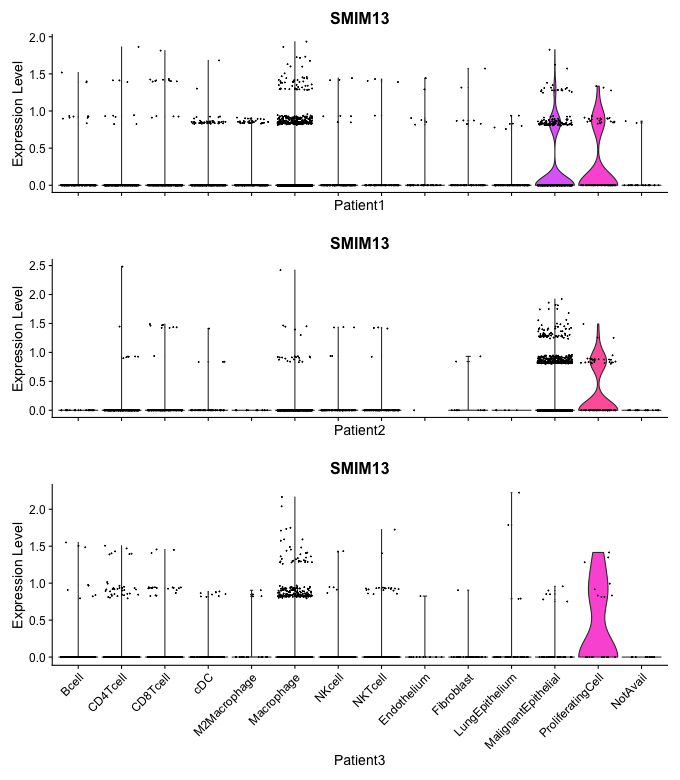 SMIM13
Expression Level
2.0
1.5
1.0
0.5
0.0
Patient1
SMIM13
Expression Level
2.5
2.0
1.5
1.0
0.5
0.0
Patient2
SMIM13
Expression Level
2.0
1.5
1.0
0.5
0.0
Bcell
CD4Tcell
CD8Tcell
cDC
M2Macrophage
Macrophage
NKcell
NKTcell
Endothelium
Fibroblast
LungEpithelium
MalignantEpithelial
ProliferatingCell
NotAvail
Patient3